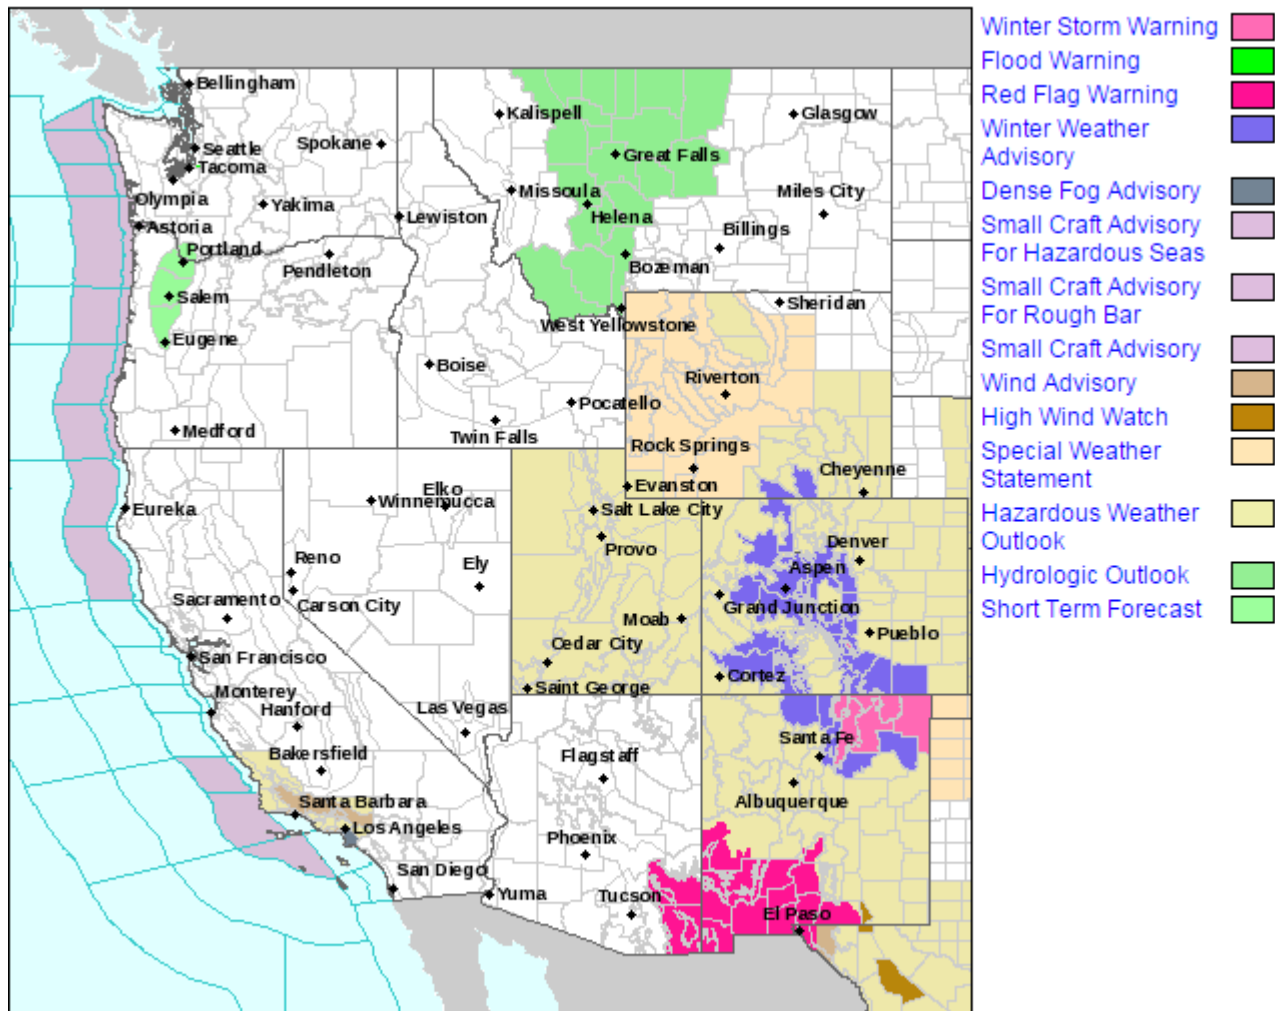 Bellingham
Kalispell
Glasgow
Spokane
Seattle
Great Falls
Tacoma
Missoula
Miles City
Olympia
Yakima
Lewiston
Helena
Astoria
Billings
Portland
Pendleton
Bozeman
Salem
Sheridan
West Yellowstone
Eugene
Boise
Riverton
Pocatello
Medford
Twin Falls
Rock Springs
Cheyenne
Evanston
Elko
Winnemucca
Eureka
Salt Lake City
Provo
Denver
Reno
Ely
Aspen
Sacramento
Carson City
Grand Junction
Moab
Pueblo
Cedar City
San Francisco
Cortez
Saint George
Monterey
Hanford
Las Vegas
Santa Fe
Bakersfield
Flagstaff
Santa Barbara
Albuquerque
Los Angeles
Phoenix
San Diego
Yuma
Tucson
El Paso
Winter Storm Warning
Flood Warning
Red Flag Warning
Winter Weather
Advisory
Dense Fog Advisory
Small Craft Advisory
For Hazardous Seas
Small Craft Advisory
For Rough Bar
Small Craft Advisory
Wind Advisory
High Wind Watch
Special Weather
Statement
Hazardous Weather
Outlook
Hydrologic Outlook
Short Term Forecast